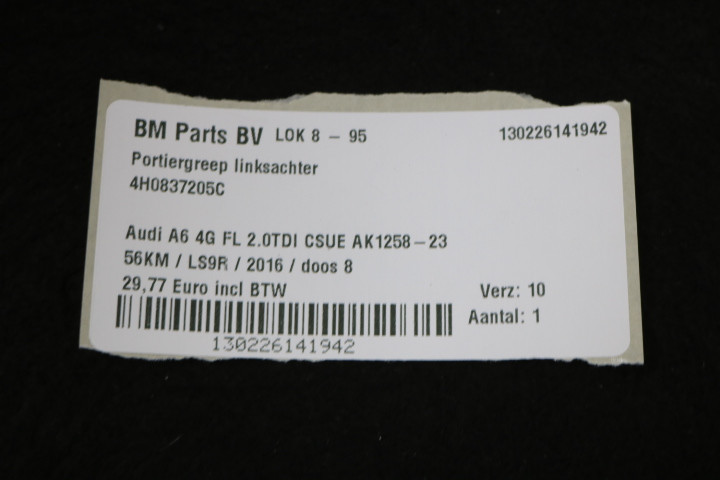 BM Parts BV LOK 8 - 95 130226141942
Portiergreep linksachter
4H0837205C
Audi A6 4G FL 2.0TDI CSUE AK1258-23
56KM / LS9R / 2016 / doos 8
29,77 Euro incl BTW Verz: 10
Aantal: 1
130226141942